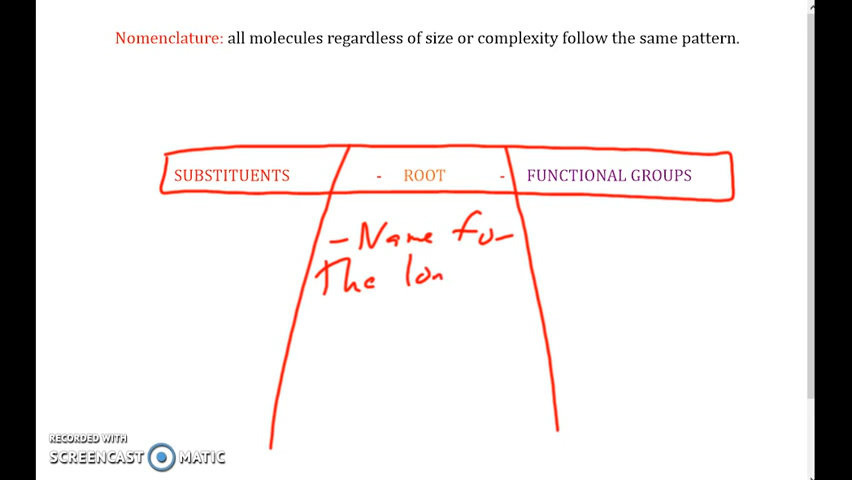 Nomenclature: all molecules regardless of size or complexity follow the same pattern.
SUBSTITUENTS - ROOT - FUNCTIONAL GROUPS
- Name for
The lon
RECORDED WITH
SCREENCAST MATIC